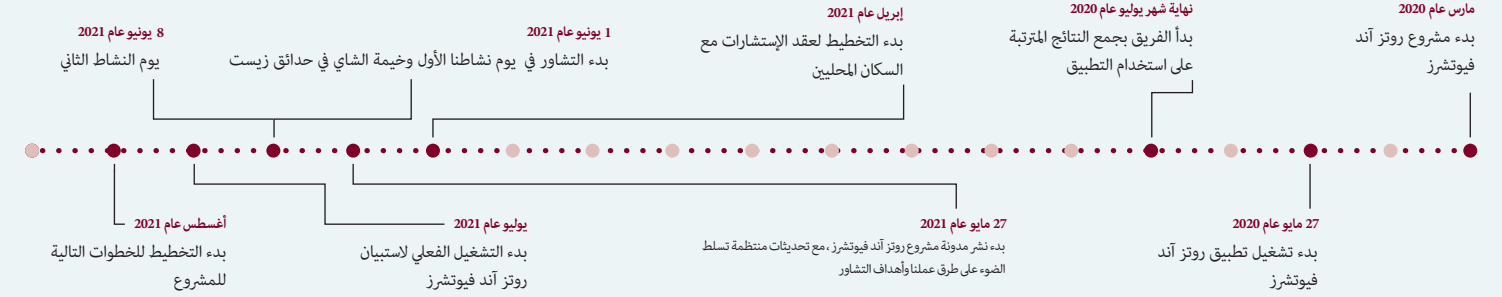 مارس عام 2020
بدء مشروع روتز آند
فيوتشرز
نهاية شهر يوليو عام 2020
بدأ الفريق بجمع النتائج المترتبة
على استخدام التطبيق
إبريل عام 2021
بدء التخطيط لعقد الإستشارات مع
السكان المحليين
1 يونيو عام 2021
بدء التشاور في يوم نشاطنا الأول وخيمة الشاي في حدائق زيست
8 يونيو عام 2021
يوم النشاط الثاني
27 مايو عام 2020
بدء تشغيل تطبيق روتز آند
فيوتشرز
27 مايو عام 2021
بدء نشر مدونة مشروع روتز آند فيوتشرز، مع تحديثات منتظمة تسلط
الضوء على طرق عملنا وأهداف التشاور
يوليو عام 2021
بدء التشغيل الفعلي لاستبيان
روتز آند فيوتشرز
أغسطس عام 2021
بدء التخطيط للخطوات التالية
للمشروع